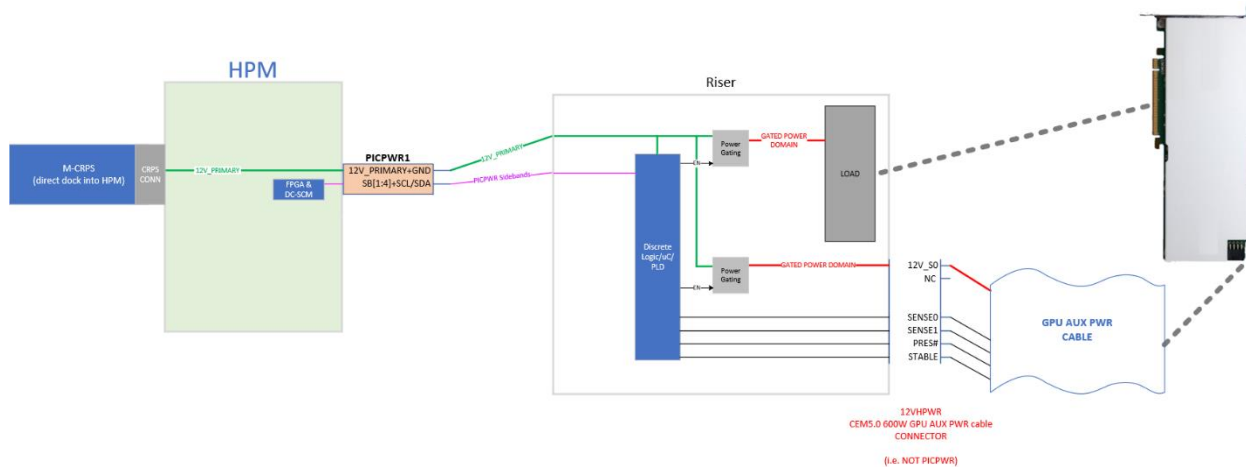 HPM
M-CRPS
(direct dock into HPM)
CRPS
CONN
12V_PRIMARY
FPGA &
DC-SCM
PICPWR1
12V_PRIMARY+GND
SB[1:4]+SCL/SDA
12V_PRIMARY
PICPWR Sidebands
Riser
Power
Gating
GATED POWER
DOMAIN
EN
LOAD
Discrete
Logic/uC/
PLD
Power
Gating
GATED POWER DOMAIN
EN
12V_S0
NC
SENSE0
SENSE1
PRES#
STABLE
GPU AUX PWR
CABLE
12VHPWR
CEM5.0 600W GPU AUX PWR cable
CONNECTOR
(i.e. NOT PICPWR)